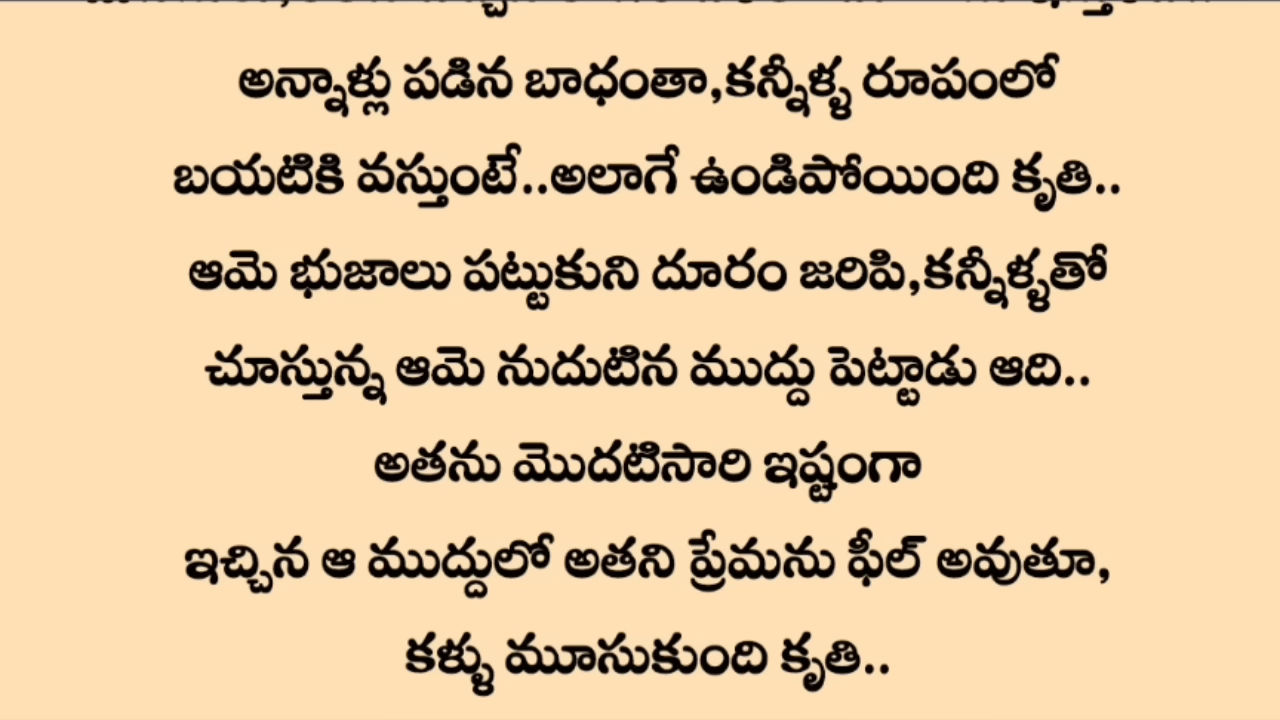 అన్నాళ్లు పడిన బాధంతా,కన్నీళ్ళ రూపంలో
బయటికి వస్తుంటే..అలాగే ఉండిపోయింది కృతి..
ఆమె భుజాలు పట్టుకుని దూరం జరిపి,కన్నీళ్ళతో
చూస్తున్న ఆమె నుదుటిన ముద్దు పెట్టాడు ఆది..
అతను మొదటిసారి ఇష్టంగా
ఇచ్చిన ఆ ముద్దులో అతని ప్రేమను ఫీల్ అవుతూ,
కళ్ళు మూసుకుంది కృతి..